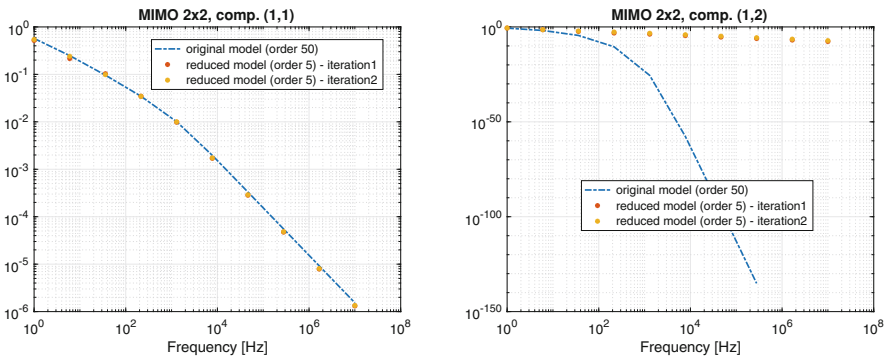 MIMO 2x2, comp. (1,1)
10^0
10^-1
10^-2
10^-3
10^-4
10^-5
10^-6
original model (order 50)
reduced model (order 5) - iteration1
reduced model (order 5) - iteration2
10^0
10^2
10^4
10^6
10^8
Frequency [Hz]
MIMO 2x2, comp. (1,2)
10^0
10^-50
10^-100
10^-150
original model (order 50)
reduced model (order 5) - iteration1
reduced model (order 5) - iteration2
10^0
10^2
10^4
10^6
10^8
Frequency [Hz]